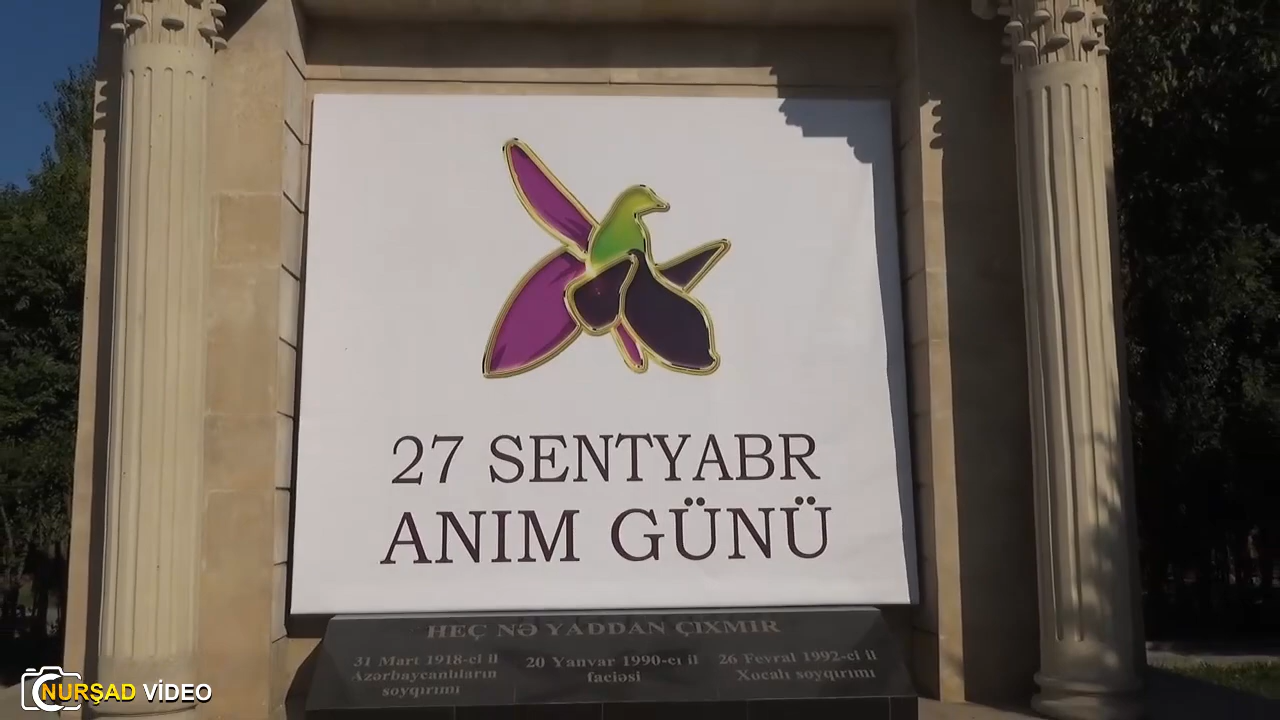 27 SENTYABR
ANIM GÜNÜ
HEÇ NƏ YADDAN ÇIXMIR
31 Mart 1918-ci il
Azərbaycanlıların
soyqırımı
20 Yanvar 1990-cı il
faciəsi
26 Fevral 1992-ci il
Xocalı soyqırımı
NURŞAD VİDEO